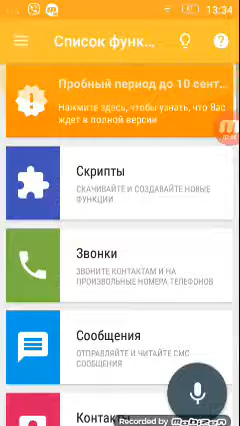 13:34
Список функ...
Пробный период до 10 сент...
Нажмите здесь, чтобы узнать, что Вас
ждет в полной версии
Скрипты
СКАЧИВАЙТЕ И СОЗДАВАЙТЕ НОВЫЕ
ФУНКЦИИ
Звонки
ЗВОНИТЕ КОНТАКТАМ И НА
ПРОИЗВОЛЬНЫЕ НОМЕРА ТЕЛЕФОНОВ
Сообщения
ОТПРАВЛЯЙТЕ И ЧИТАЙТЕ СМС
СООБЩЕНИЯ
Контакты
Recorded by MobiZen